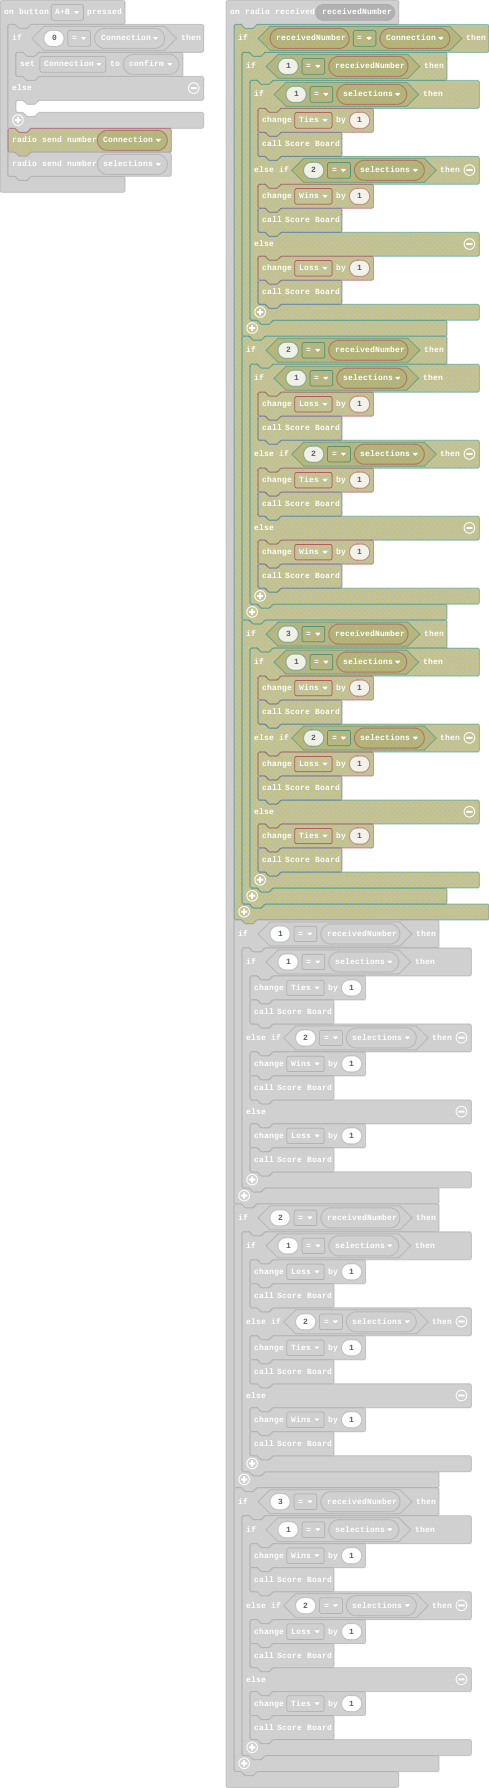 on button A+B pressed
if 0 = Connection then
set Connection to confirm
else
radio send number Connection
radio send number selections
on radio received receivedNumber
if receivedNumber = Connection then
if 1 = receivedNumber then
if 1 = selections then
change Ties by 1
call Score Board
else if 2 = selections then
change Wins by 1
call Score Board
else
change Loss by 1
call Score Board
if 2 = receivedNumber then
if 1 = selections then
change Loss by 1
call Score Board
else if 2 = selections then
change Ties by 1
call Score Board
else
change Wins by 1
call Score Board
if 3 = receivedNumber then
if 1 = selections then
change Wins by 1
call Score Board
else if 2 = selections then
change Loss by 1
call Score Board
else
change Ties by 1
call Score Board
if 1 = receivedNumber then
if 1 = selections then
change Ties by 1
call Score Board
else if 2 = selections then
change Wins by 1
call Score Board
else
change Loss by 1
call Score Board
if 2 = receivedNumber then
if 1 = selections then
change Loss by 1
call Score Board
else if 2 = selections then
change Ties by 1
call Score Board
else
change Wins by 1
call Score Board
if 3 = receivedNumber then
if 1 = selections then
change Wins by 1
call Score Board
else if 2 = selections then
change Loss by 1
call Score Board
else
change Ties by 1
call Score Board